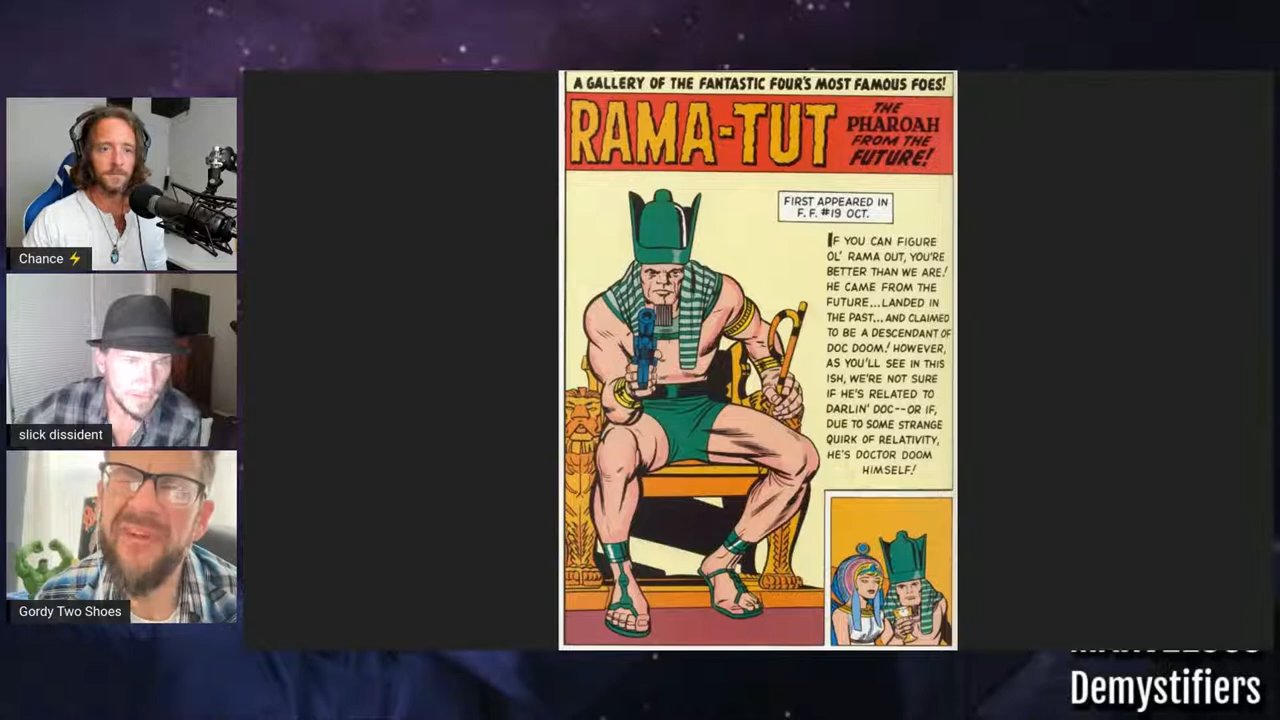 A GALLERY OF THE FANTASTIC FOUR'S MOST FAMOUS FOES!
RAMA-TUT
THE
PHAROAH
FROM THE
FUTURE!
FIRST APPEARED IN
F.F. #19 OCT.
IF YOU CAN FIGURE
OL' RAMA OUT, YOU'RE
BETTER THAN WE ARE!
HE CAME FROM THE
FUTURE...LANDED IN
THE PAST...AND CLAIMED
TO BE A DESCENDANT OF
DOC DOOM! HOWEVER,
AS YOU'LL SEE IN THIS
ISH, WE'RE NOT SURE
IF HE'S RELATED TO
DARLIN' DOC--OR IF,
DUE TO SOME STRANGE
QUIRK OF RELATIVITY,
HE'S DOCTOR DOOM
HIMSELF!
Chance ⚡
slick dissident
Gordy Two Shoes
Demystifiers